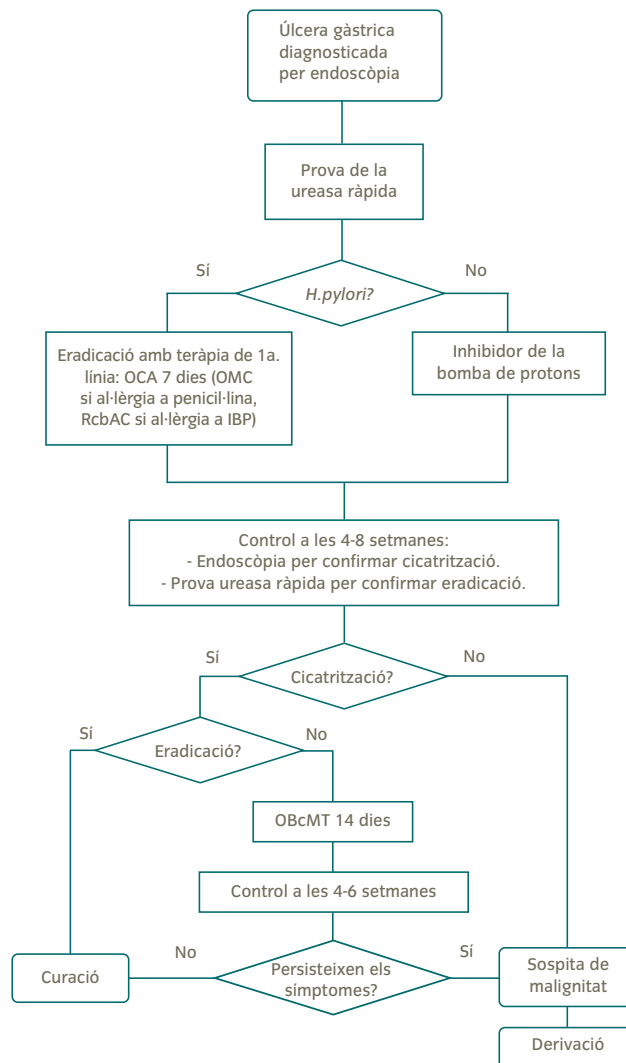 Úlcera gàstrica
diagnosticada
per endoscòpia
Prova de la
ureasa ràpida
Sí
No
H.pylori?
Eradicació amb teràpia de 1a.
línia: OCA 7 dies (OMC
si al·lèrgia a penicil·lina,
RcbAC si al·lèrgia a IBP)
Inhibidor de la
bomba de protons
Control a les 4-8 setmanes:
- Endoscòpia per confirmar cicatrització.
- Prova ureasa ràpida per confirmar eradicació.
Sí
No
Cicatrització?
Sí
No
Eradicació?
OBcMT 14 dies
Control a les 4-6 setmanes
No
Sí
Curació
Persisteixen els
símptomes?
Sospita de
malignitat
Derivació